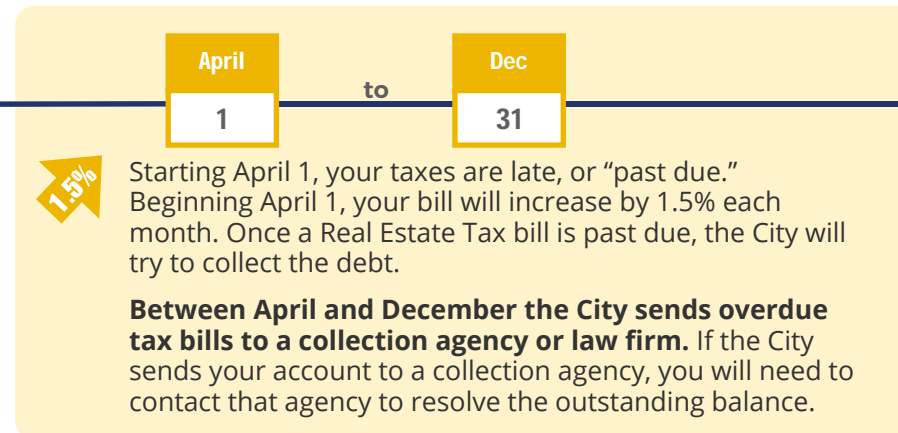 April
to
Dec
1
31
1.5%
Starting April 1, your taxes are late, or “past due.”
Beginning April 1, your bill will increase by 1.5% each
month. Once a Real Estate Tax bill is past due, the City will
try to collect the debt.
Between April and December the City sends overdue
tax bills to a collection agency or law firm. If the City
sends your account to a collection agency, you will need to
contact that agency to resolve the outstanding balance.